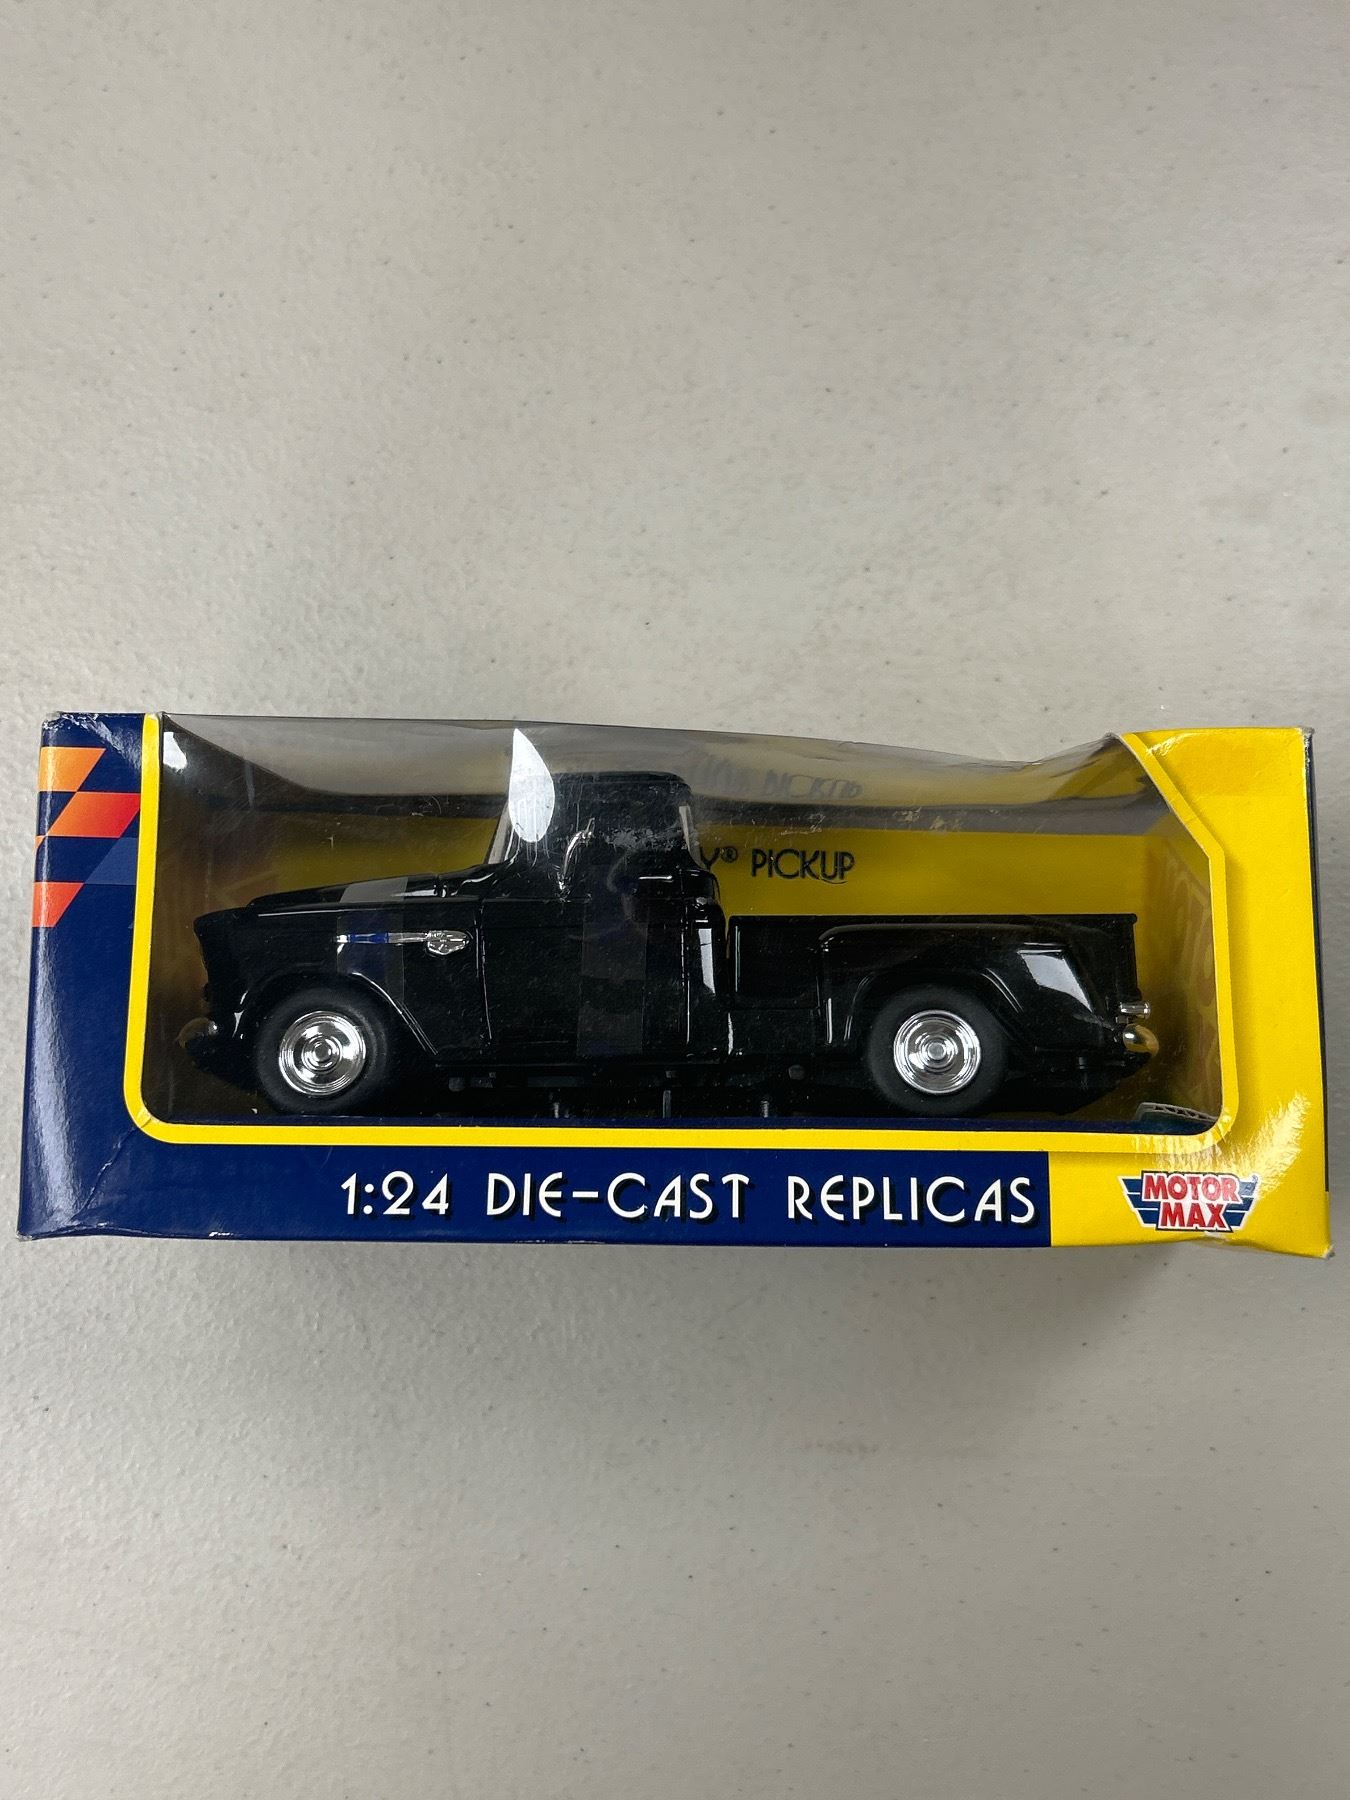 Y® PICKUP
1:24 DIE-CAST REPLICAS
MOTOR
MAX